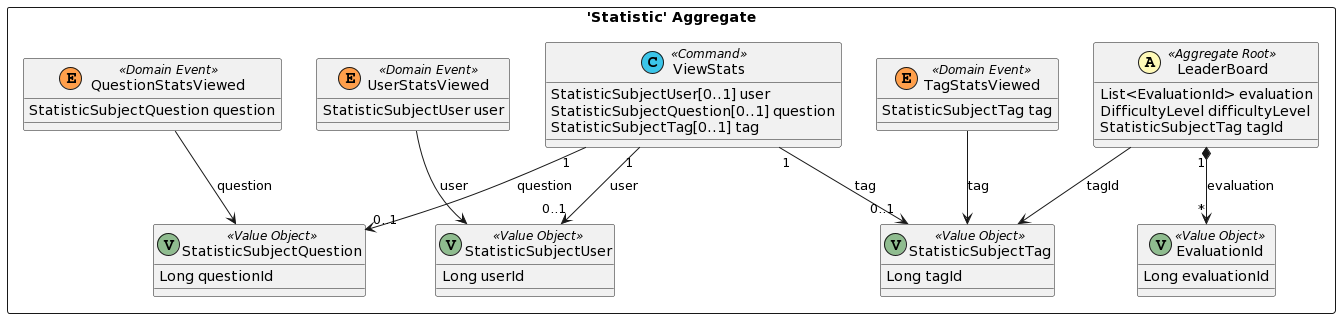 'Statistic' Aggregate
E «Domain Event»
QuestionStatsViewed
StatisticSubjectQuestion question
E «Domain Event»
UserStatsViewed
StatisticSubjectUser user
C «Command»
ViewStats
StatisticSubjectUser[0..1] user
StatisticSubjectQuestion[0..1] question
StatisticSubjectTag[0..1] tag
E «Domain Event»
TagStatsViewed
StatisticSubjectTag tag
A «Aggregate Root»
LeaderBoard
List<EvaluationId> evaluation
DifficultyLevel difficultyLevel
StatisticSubjectTag tagId
1
1
1
1
question
user
question
user
tag
tag
tagId
evaluation
0..1
0..1
0..1
*
V «Value Object»
StatisticSubjectQuestion
Long questionId
V «Value Object»
StatisticSubjectUser
Long userId
V «Value Object»
StatisticSubjectTag
Long tagId
V «Value Object»
EvaluationId
Long evaluationId